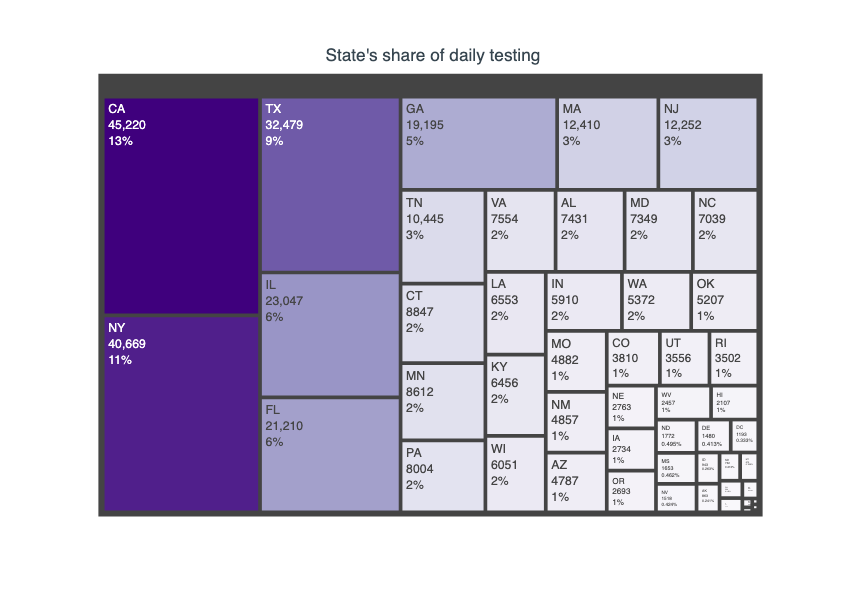 State's share of daily testing
CA
45,220
13%
NY
40,669
11%
TX
32,479
9%
IL
23,047
6%
FL
21,210
6%
GA
19,195
5%
MA
12,410
3%
NJ
12,252
3%
TN
10,445
3%
CT
8847
2%
MN
8612
2%
PA
8004
2%
VA
7554
2%
AL
7431
2%
MD
7349
2%
NC
7039
2%
LA
6553
2%
KY
6456
2%
WI
6051
2%
IN
5910
2%
WA
5372
2%
OK
5207
1%
MO
4882
1%
NM
4857
1%
AZ
4787
1%
CO
3810
1%
UT
3556
1%
RI
3502
1%
NE
2763
1%
IA
2734
1%
OR
2693
1%
WV
2457
1%
HI
2107
1%
ND
1772
0.495%
MS
1653
0.462%
NV
1518
0.424%
DE
1480
0.413%
DC
1193
0.333%